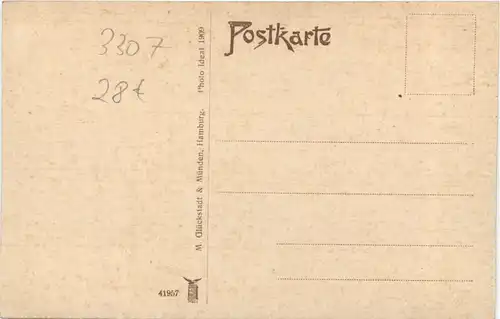 3307
28€
Postkarte
M. Glückstadt & Münden, Hamburg. Photo Ideal 1909
41957